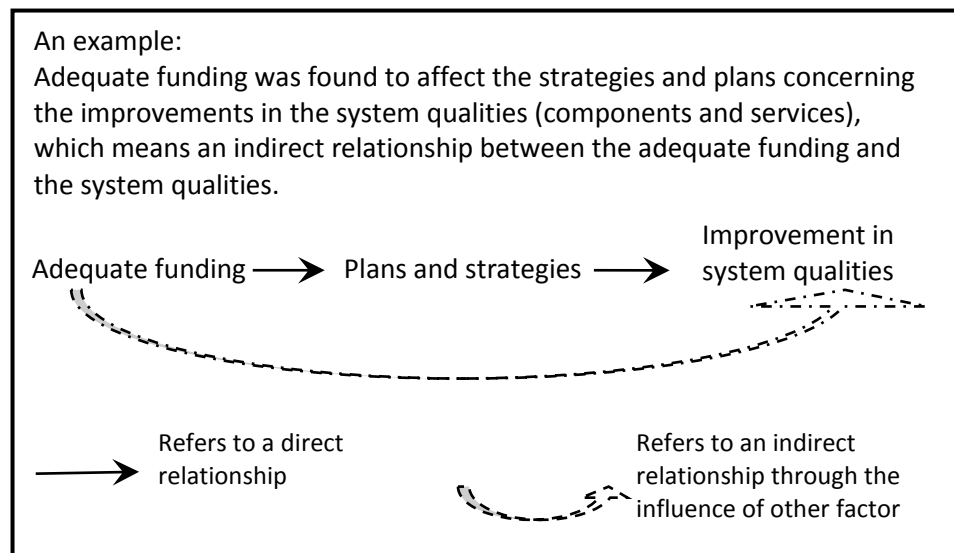 An example:
Adequate funding was found to affect the strategies and plans concerning
the improvements in the system qualities (components and services),
which means an indirect relationship between the adequate funding and
the system qualities.
Adequate funding
Plans and strategies
Improvement in
system qualities
Refers to a direct
relationship
Refers to an indirect
relationship through the
influence of other factor